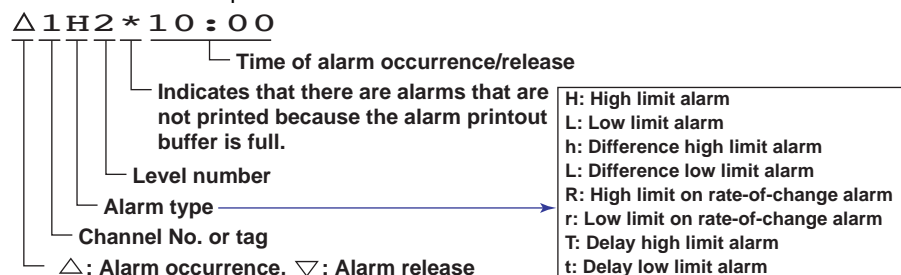 △1H2*10:00
Time of alarm occurrence/release
Indicates that there are alarms that are
not printed because the alarm printout
buffer is full.
Level number
Alarm type
Channel No. or tag
△: Alarm occurrence, ▽: Alarm release
H: High limit alarm
L: Low limit alarm
h: Difference high limit alarm
L: Difference low limit alarm
R: High limit on rate-of-change alarm
r: Low limit on rate-of-change alarm
T: Delay high limit alarm
t: Delay low limit alarm